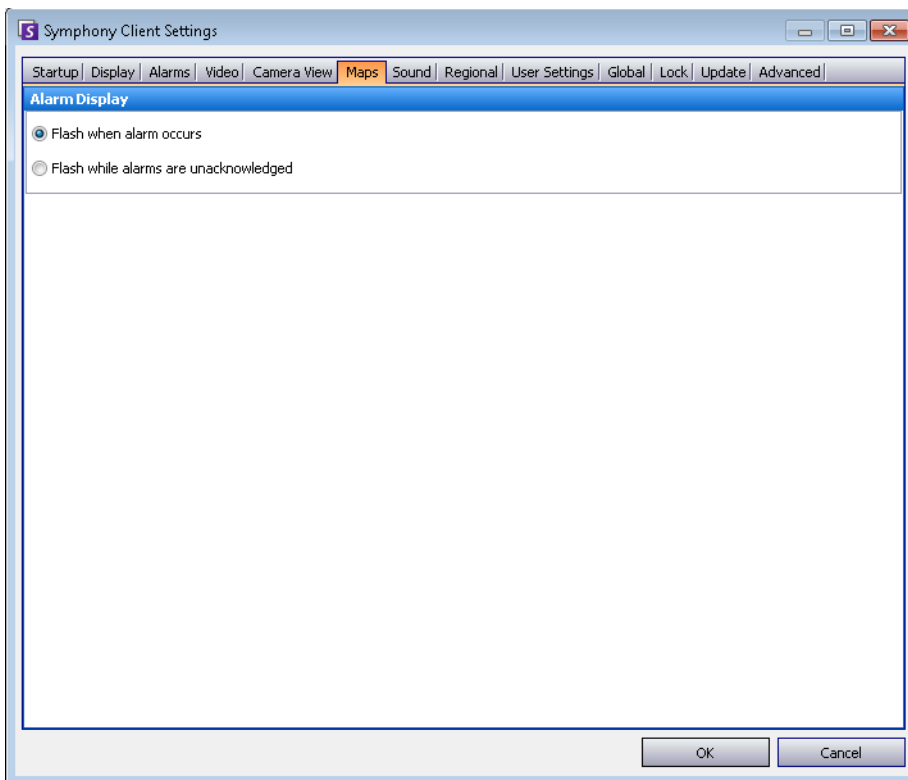 Symphony Client Settings
Startup Display Alarms Video Camera View Maps Sound Regional User Settings Global Lock Update Advanced
Alarm Display
Flash when alarm occurs
Flash while alarms are unacknowledged
OK Cancel